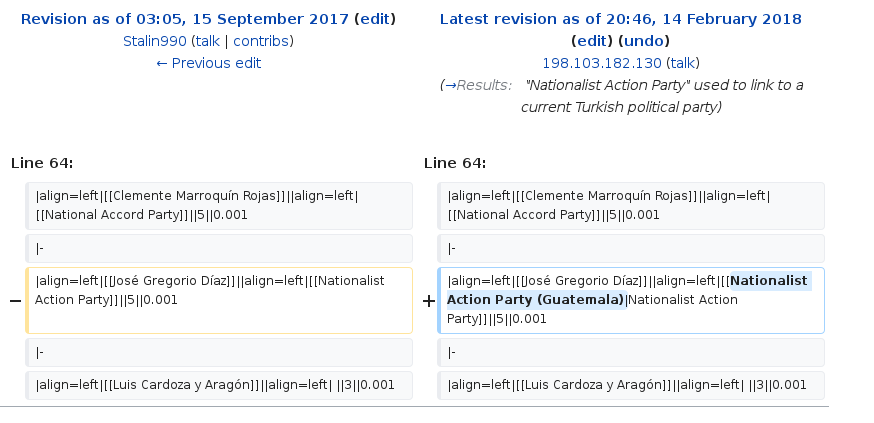 Revision as of 03:05, 15 September 2017 (edit)
Stalin990 (talk | contribs)
← Previous edit
Latest revision as of 20:46, 14 February 2018
(edit) (undo)
198.103.182.130 (talk)
(→Results: "Nationalist Action Party" used to link to a
current Turkish political party)
Line 64:
Line 64:
|align=left|[[Clemente Marroquín Rojas]]||align=left|
[[National Accord Party]]||5||0.001
|align=left|[[Clemente Marroquín Rojas]]||align=left|
[[National Accord Party]]||5||0.001
|-
|-
−
|align=left|[[José Gregorio Díaz]]||align=left|[[Nationalist
Action Party]]||5||0.001
+
|align=left|[[José Gregorio Díaz]]||align=left|[[Nationalist
Action Party (Guatemala)|Nationalist Action
Party]]||5||0.001
|-
|-
|align=left|[[Luis Cardoza y Aragón]]||align=left| ||3||0.001
|align=left|[[Luis Cardoza y Aragón]]||align=left| ||3||0.001